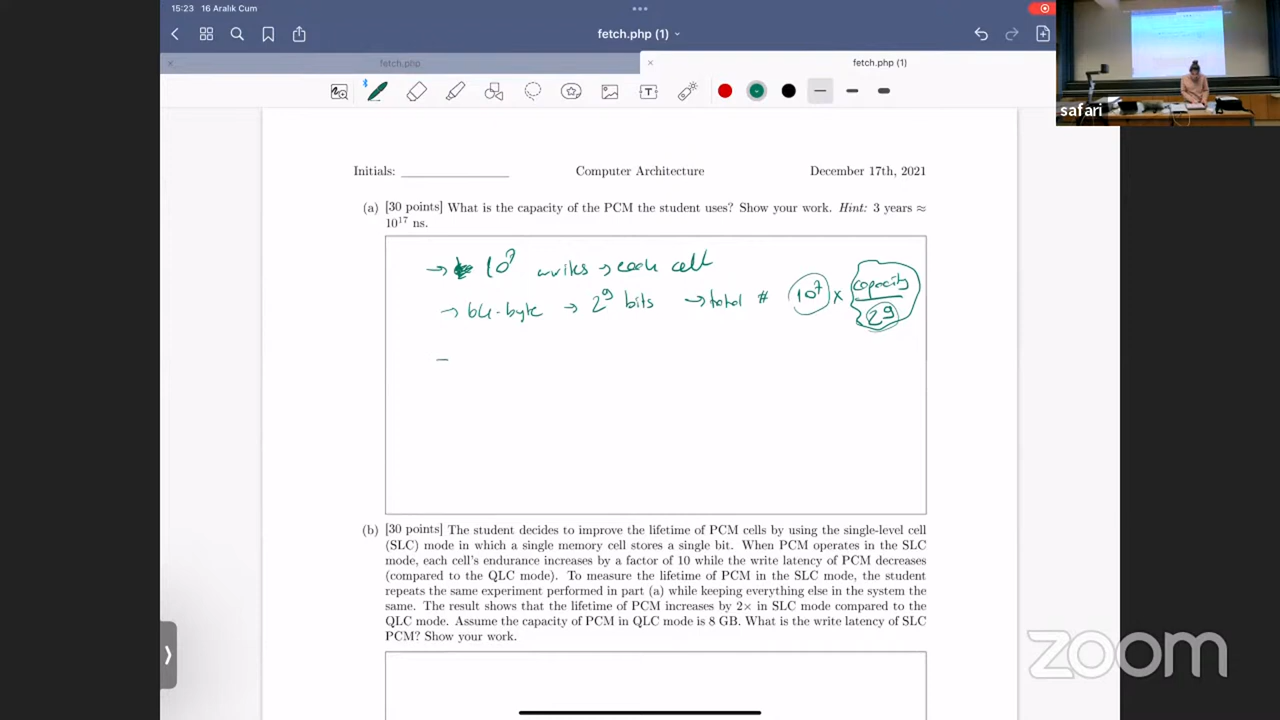 15:23 16 Aralık Cum
fetch.php (1)
fetch.php
fetch.php (1)
safari
Initials: Computer Architecture December 17th, 2021
(a) [30 points] What is the capacity of the PCM the student uses? Show your work. Hint: 3 years ≈
10^17 ns.
→ 10^7 writes → each cell
→ 64-byte → 2^9 bits → total # 10^7 x capacity / 2^9
(b) [30 points] The student decides to improve the lifetime of PCM cells by using the single-level cell
(SLC) mode in which a single memory cell stores a single bit. When PCM operates in the SLC
mode, each cell's endurance increases by a factor of 10 while the write latency of PCM decreases
(compared to the QLC mode). To measure the lifetime of PCM in the SLC mode, the student
repeats the same experiment performed in part (a) while keeping everything else in the system the
same. The result shows that the lifetime of PCM increases by 2× in SLC mode compared to the
QLC mode. Assume the capacity of PCM in QLC mode is 8 GB. What is the write latency of SLC
PCM? Show your work.
zoom